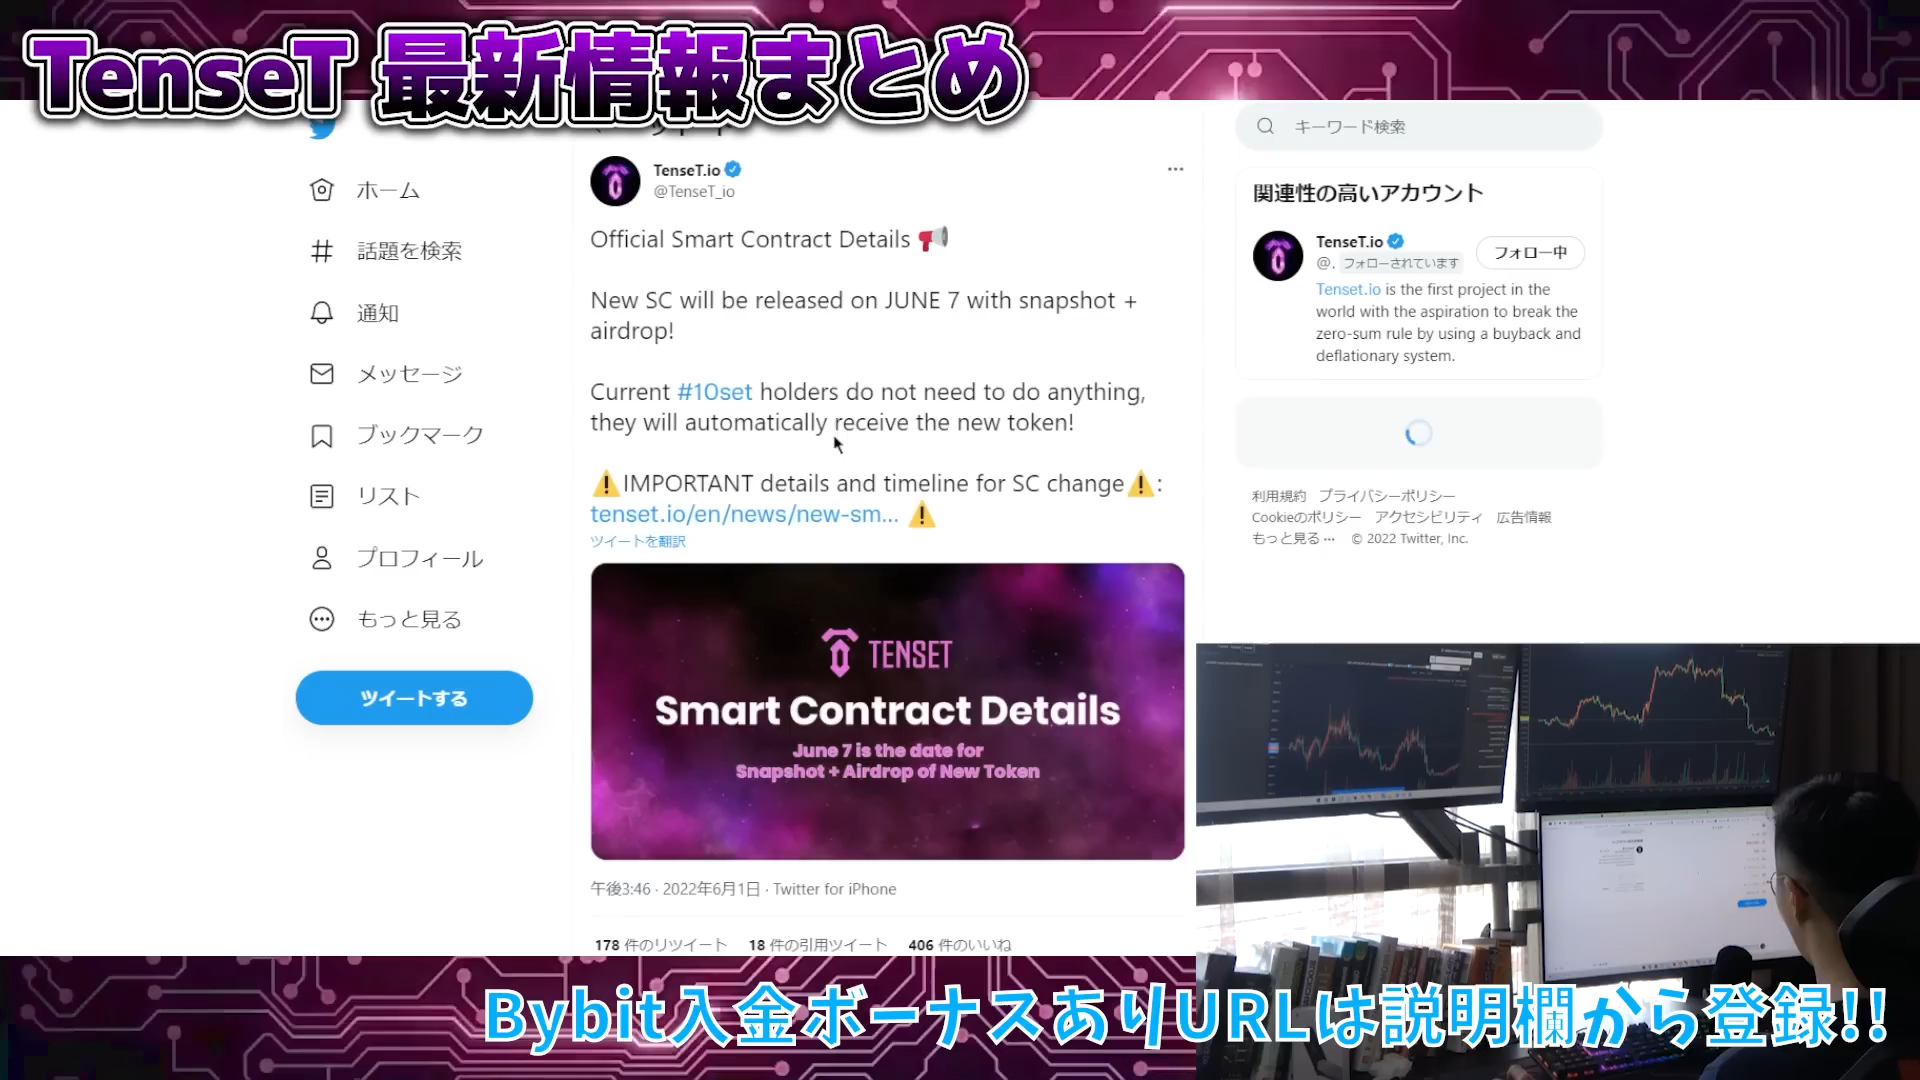 TenseT 最新情報まとめ
ホーム
話題を検索
通知
メッセージ
ブックマーク
リスト
プロフィール
もっと見る
ツイートする
TenseT.io
@TenseT_io
Official Smart Contract Details
New SC will be released on JUNE 7 with snapshot +
airdrop!
Current #10set holders do not need to do anything,
they will automatically receive the new token!
⚠️IMPORTANT details and timeline for SC change⚠️:
tenset.io/en/news/new-sm... ⚠️
ツイートを翻訳
TENSET
Smart Contract Details
June 7 is the date for
Snapshot + Airdrop of New Token
午後3:46 · 2022年6月1日 · Twitter for iPhone
178 件のリツイート 18 件の引用ツイート 406 件のいいね
キーワード検索
関連性の高いアカウント
TenseT.io
@. フォローされています
フォロー中
Tenset.io is the first project in the
world with the aspiration to break the
zero-sum rule by using a buyback and
deflationary system.
利用規約 プライバシーポリシー
Cookieのポリシー アクセシビリティ 広告情報
もっと見る ··· © 2022 Twitter, Inc.
Bybit入金ボーナスありURLは説明欄から登録!!